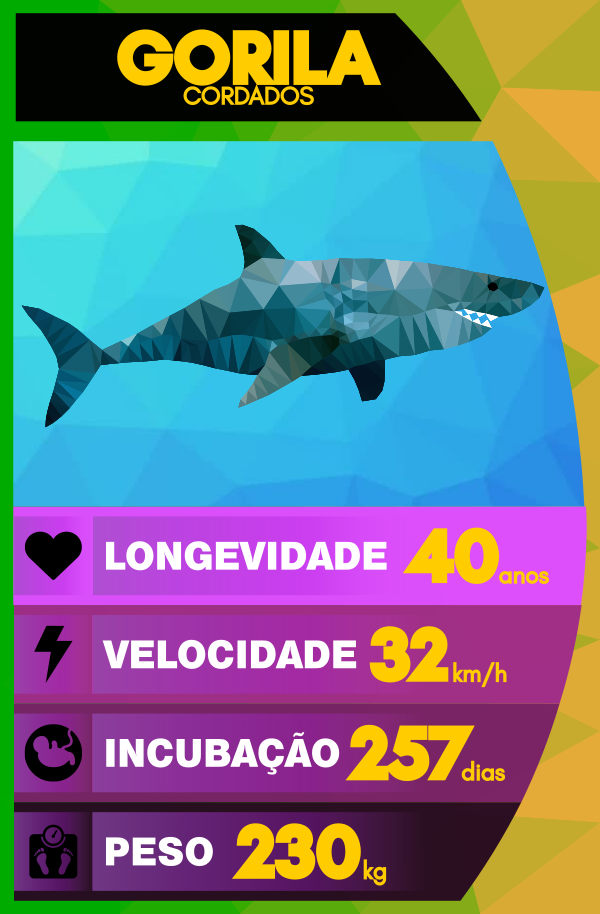 GORILA
CORDADOS
LONGEVIDADE 40 anos
VELOCIDADE 32 km/h
INCUBAÇÃO 257 dias
PESO 230 kg